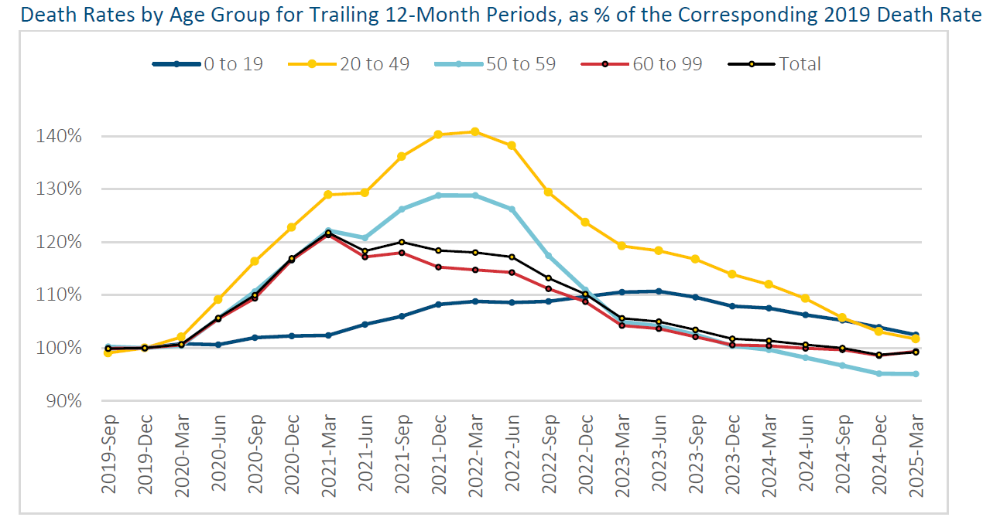 Death Rates by Age Group for Trailing 12-Month Periods, as % of the Corresponding 2019 Death Rate
0 to 19
20 to 49
50 to 59
60 to 99
Total
140%
130%
120%
110%
100%
90%
2019-Sep
2019-Dec
2020-Mar
2020-Jun
2020-Sep
2020-Dec
2021-Mar
2021-Jun
2021-Sep
2021-Dec
2022-Mar
2022-Jun
2022-Sep
2022-Dec
2023-Mar
2023-Jun
2023-Sep
2023-Dec
2024-Mar
2024-Jun
2024-Sep
2024-Dec
2025-Mar